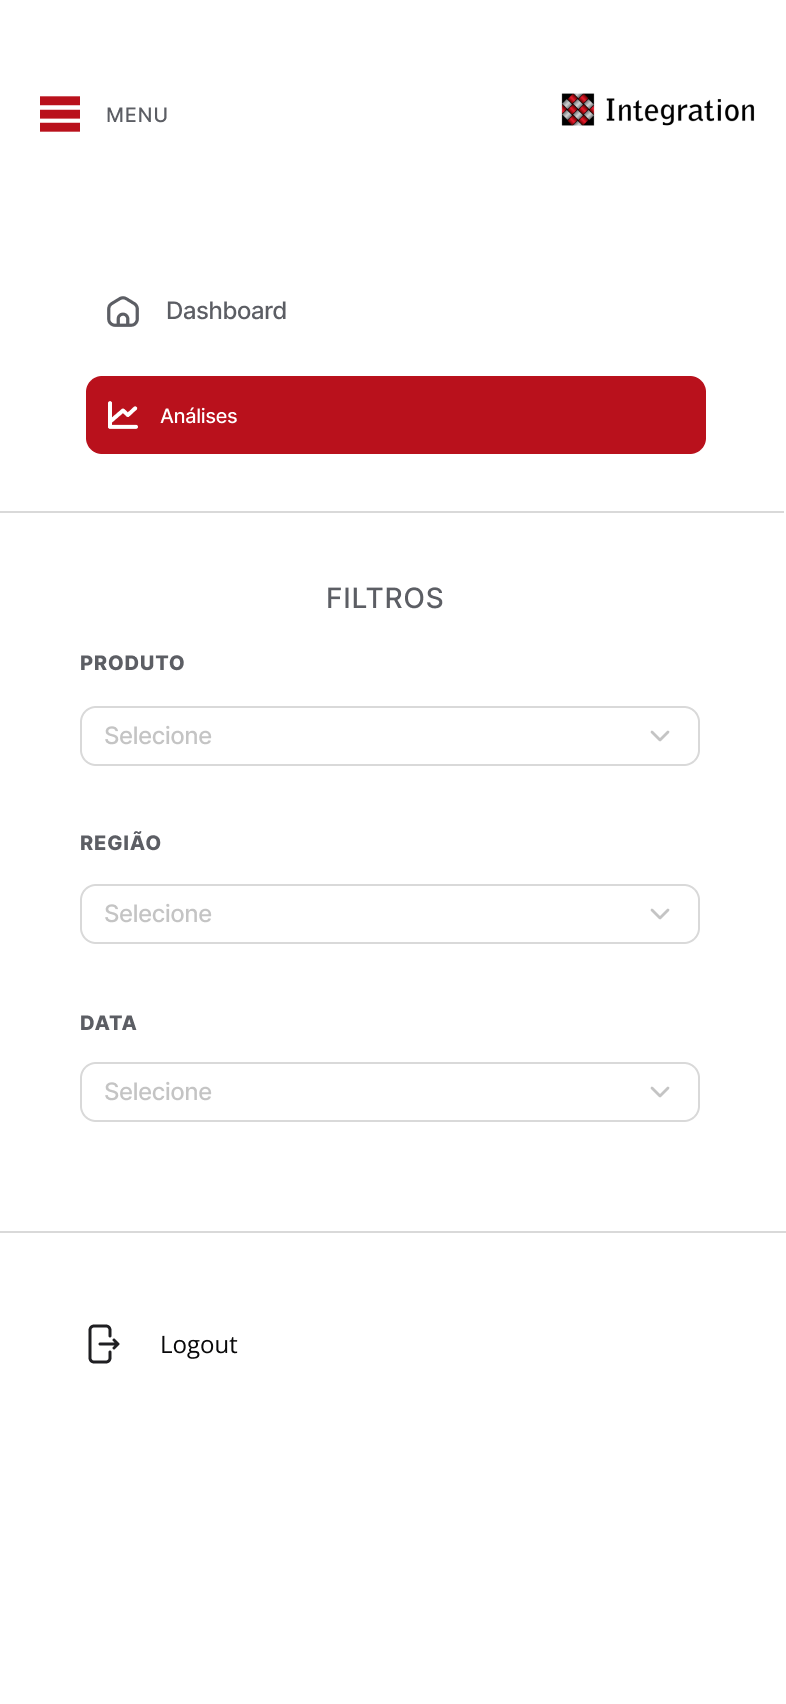 MENU
Integration
Dashboard
Análises
FILTROS
PRODUTO
Selecione
REGIÃO
Selecione
DATA
Selecione
Logout